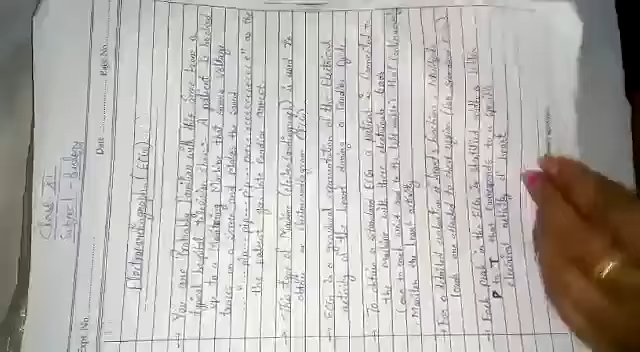 Class XI
Subject - Biology
Expt. No.
Date
Page No.
Electrocardiograph (ECG)
→ You are Probably familiar with this scene from a
typical hospital television show. A patient is hooked
up to a Monitoring Machine that shows voltage
traces on a screen and makes the sound
"... pip... pip... pip... as the
the patient goes into cardiac arrest.
→ This type of Machine (electro-cardiograph) is used to
obtain an electrocardiogram (ECG)
→ ECG is a graphical representation of the Electrical
activity of the heart during a Cardiac Cycle
→ To obtain a standard ECG a patient is Connected to
the machine with three electrical leads
(one to each wrist and to the left ankle) that continuously
Monitor the heart activity
→ For a detailed evaluation of heart's functions, Multiple
leads are attached to chest region
→ Each peak in the ECG is identified with a letter
P to T that corresponds to a specific
electrical activity of heart